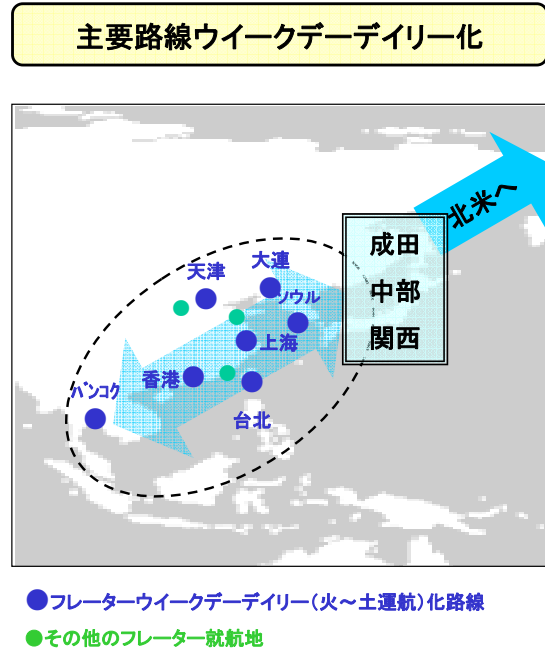 主要路線ウイークデーデイリー化
北米へ
成田
中部
関西
大連
天津
ソウル
上海
香港
バンコク
台北
●フレーターウイークデーデイリー（火～土運航）化路線
●その他のフレーター就航地